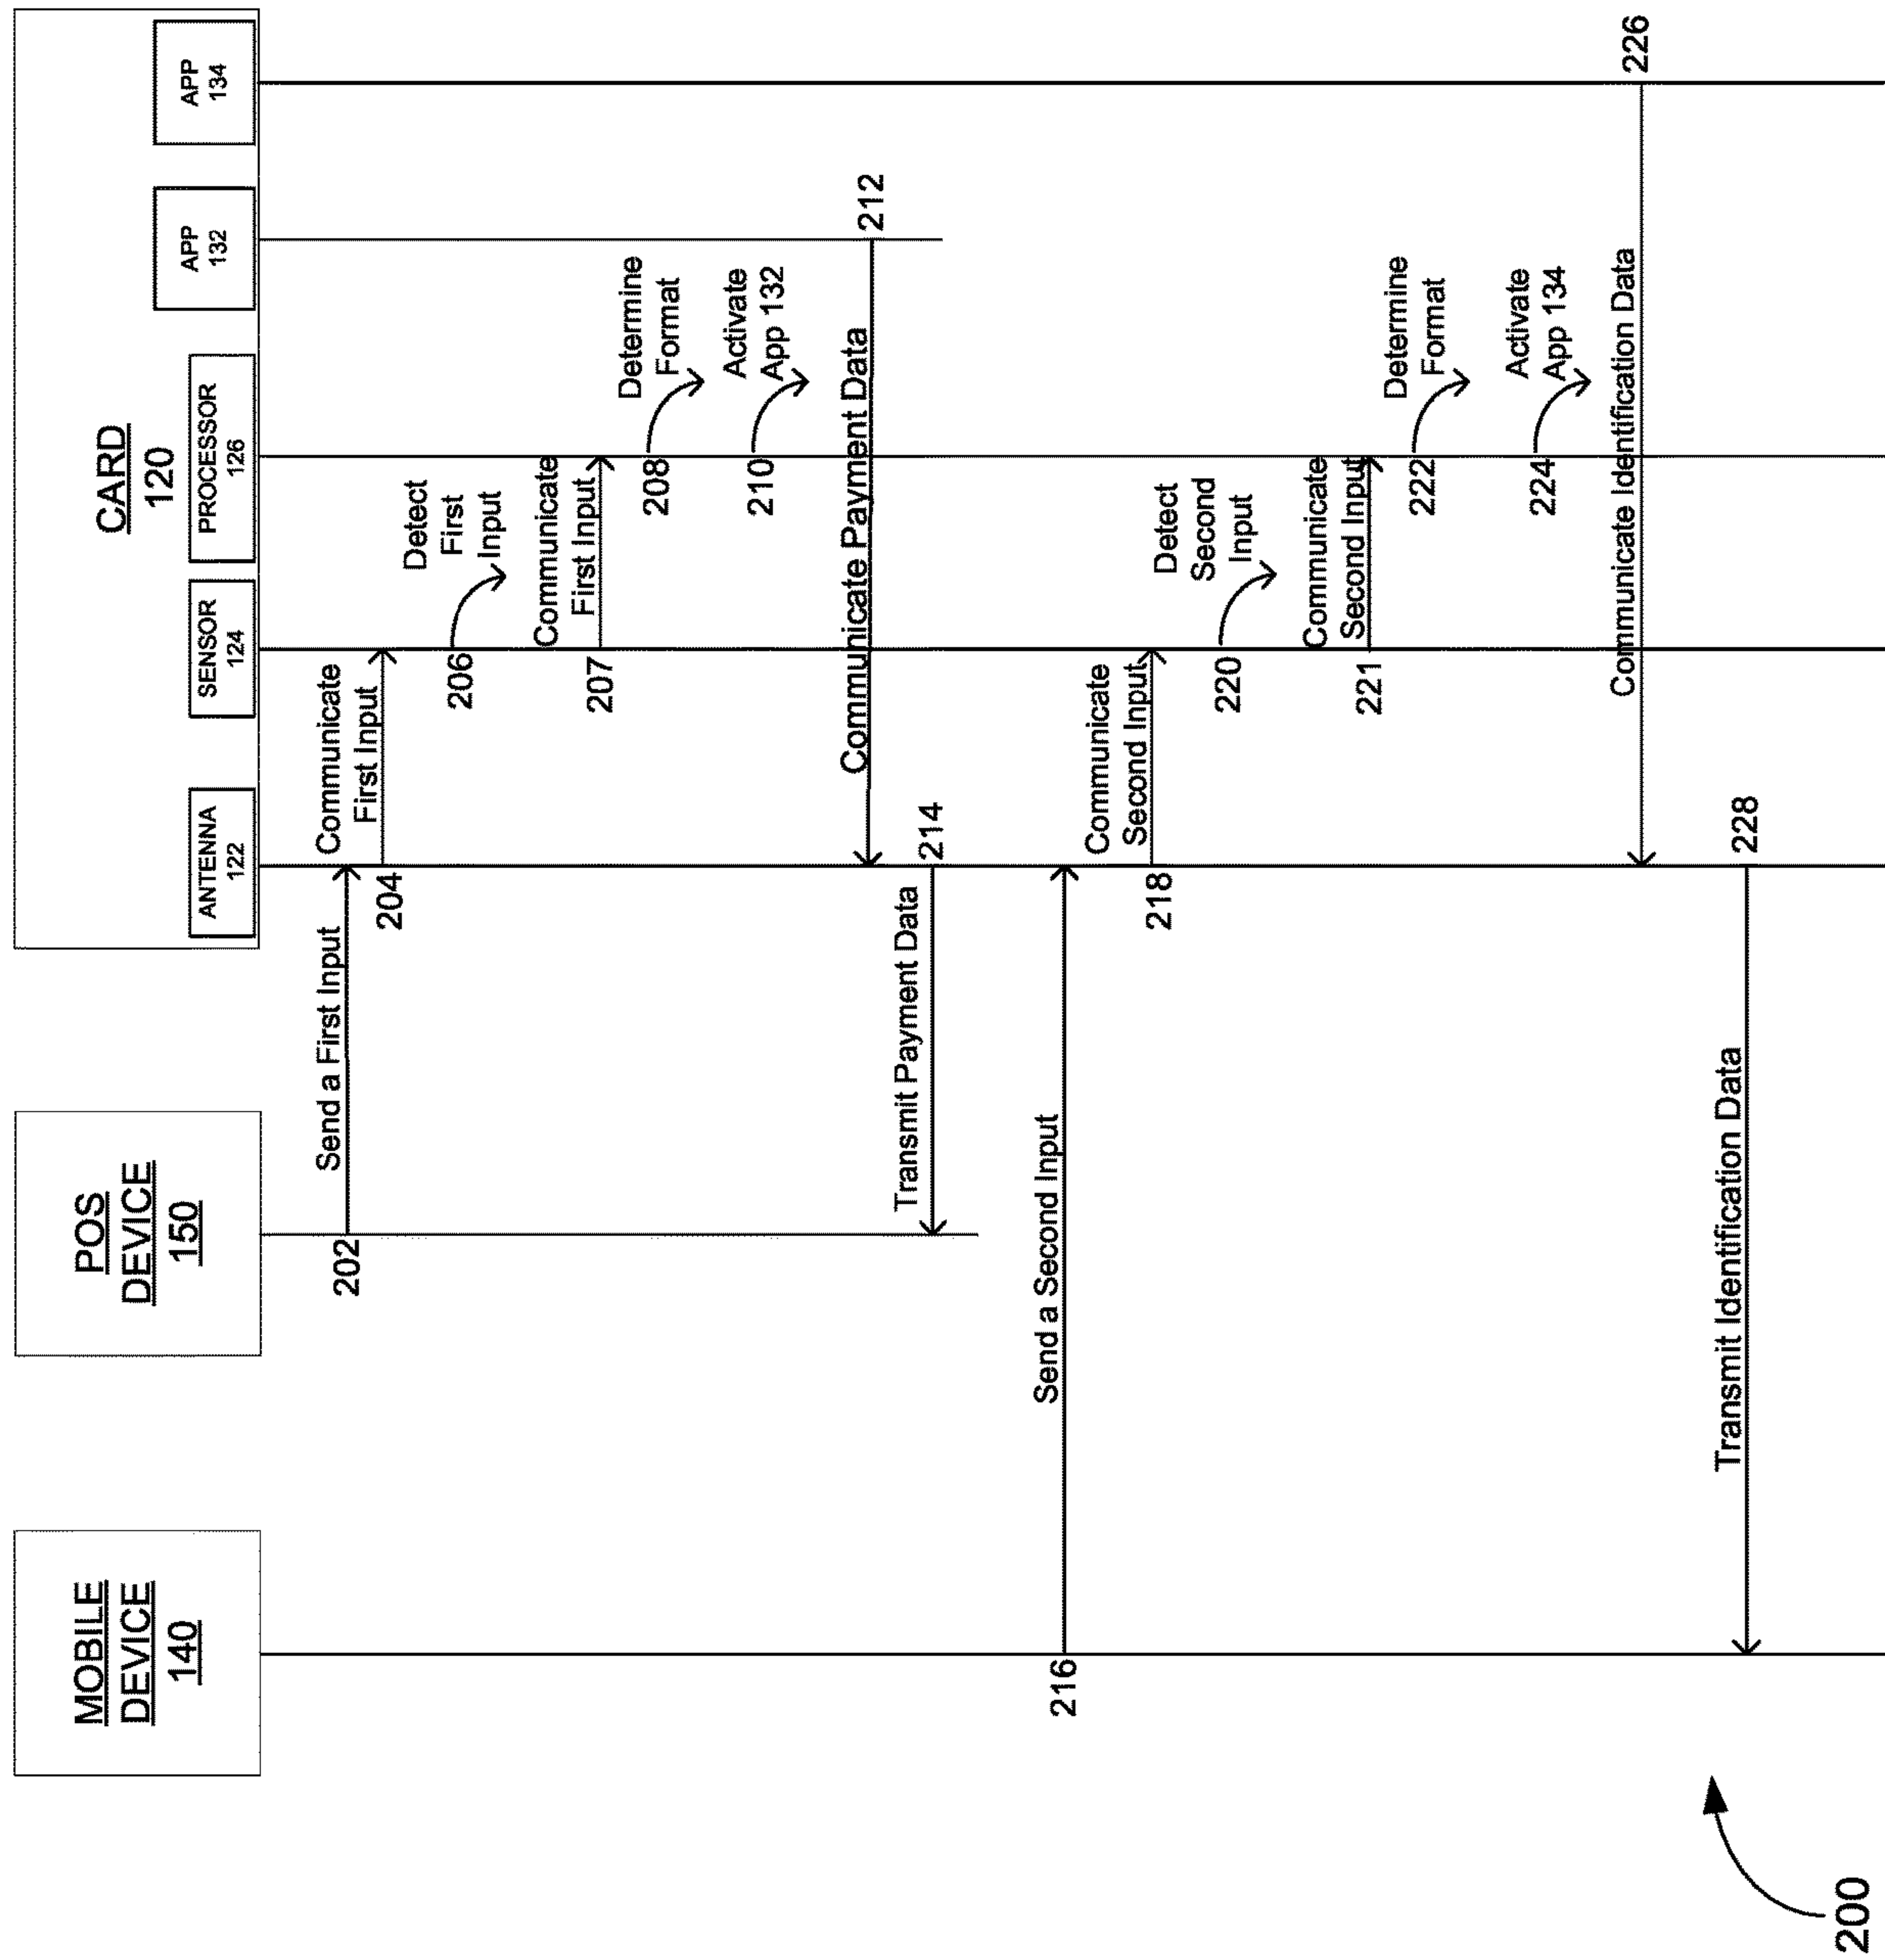 MOBILE
DEVICE
140
POS
DEVICE
150
CARD
120
ANTENNA
122
SENSOR
124
PROCESSOR
126
APP
132
APP
134
202
Send a First Input
204
Communicate
First Input
206
Detect
First
Input
207
Communicate
First Input
208
Determine
Format
210
Activate
App 132
Communicate Payment Data
212
Transmit Payment Data
214
216
Send a Second Input
218
Communicate
Second Input
220
Detect
Second
Input
221
Communicate
Second Input
222
Determine
Format
224
Activate
App 134
Communicate Identification Data
226
Transmit Identification Data
228
200